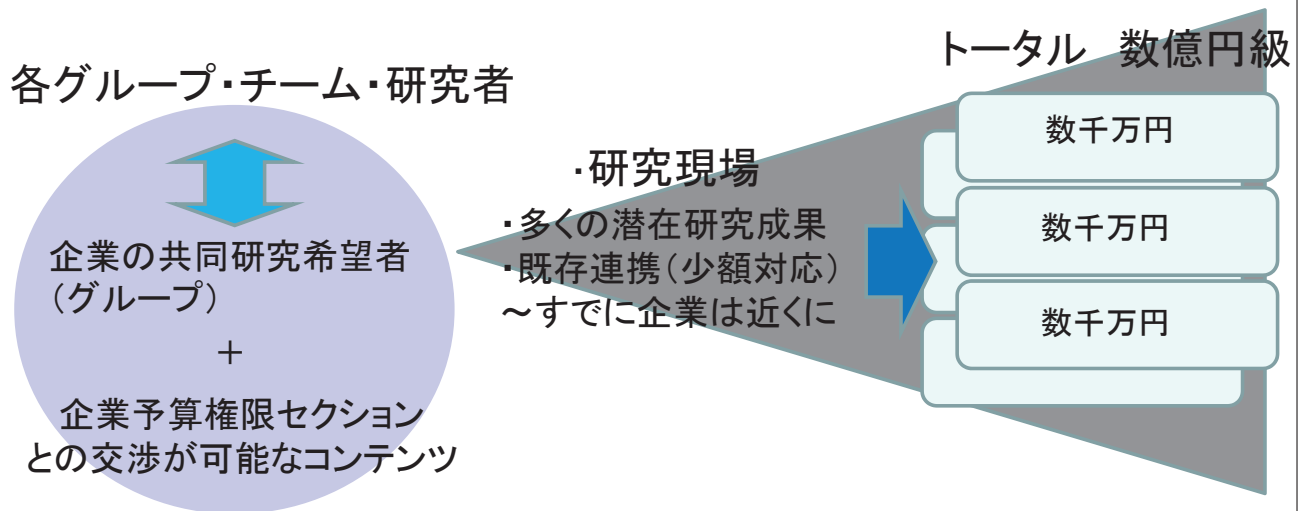 各グループ・チーム・研究者
企業の共同研究希望者
（グループ）
＋
企業予算権限セクション
との交渉が可能なコンテンツ
・研究現場
・多くの潜在研究成果
・既存連携（少額対応）
～すでに企業は近くに
トータル　数億円級
数千万円
数千万円
数千万円